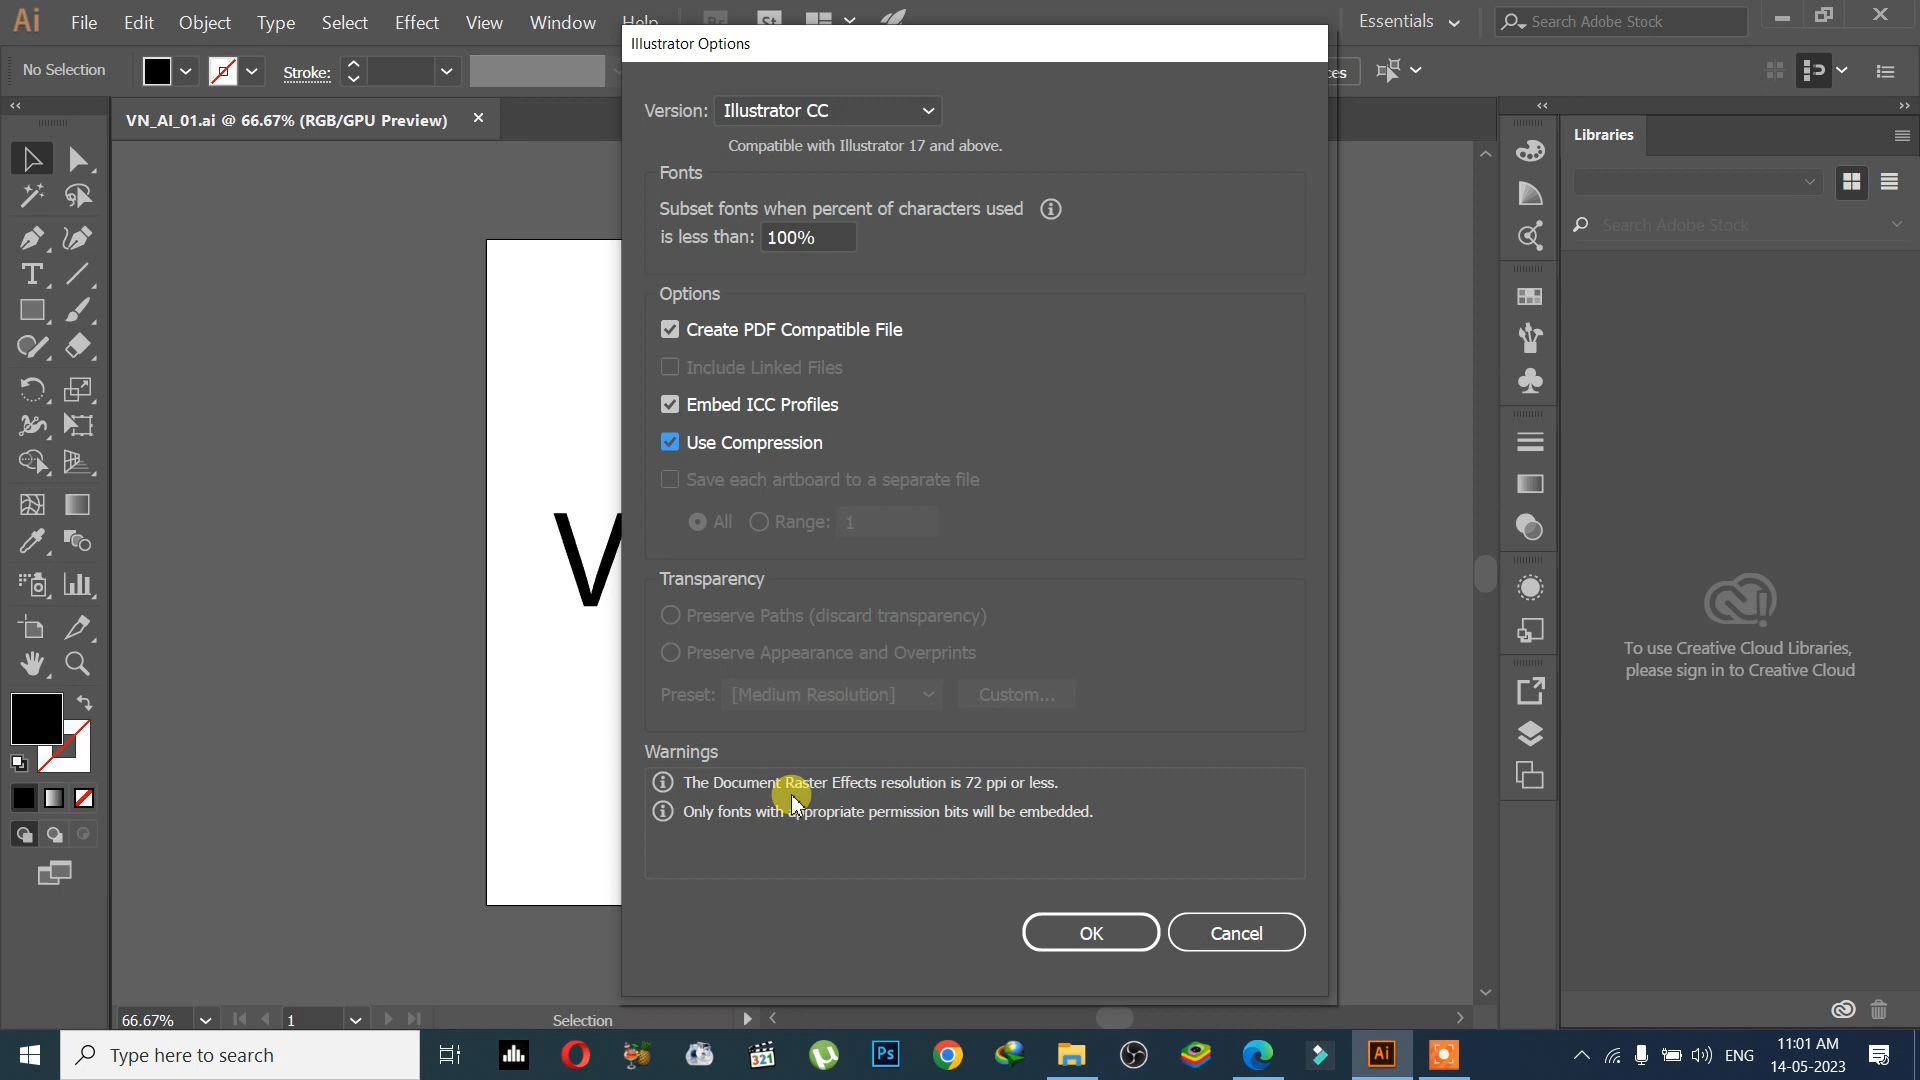 Ai File Edit Object Type Select Effect View Window Help Br St Essentials Search Adobe Stock
Illustrator Options
No Selection Stroke:
VN_AI_01.ai @ 66.67% (RGB/GPU Preview)
Version: Illustrator CC
Compatible with Illustrator 17 and above.
Fonts
Subset fonts when percent of characters used
is less than: 100%
Options
Create PDF Compatible File
Include Linked Files
Embed ICC Profiles
Use Compression
Save each artboard to a separate file
All Range: 1
Transparency
Preserve Paths (discard transparency)
Preserve Appearance and Overprints
Preset: [Medium Resolution] Custom...
Warnings
The Document Raster Effects resolution is 72 ppi or less.
Only fonts with appropriate permission bits will be embedded.
OK Cancel
V
Libraries
Search Adobe Stock
To use Creative Cloud Libraries,
please sign in to Creative Cloud
66.67% 1 Selection
Type here to search
321
Ps
Ai
ENG
11:01 AM
14-05-2023